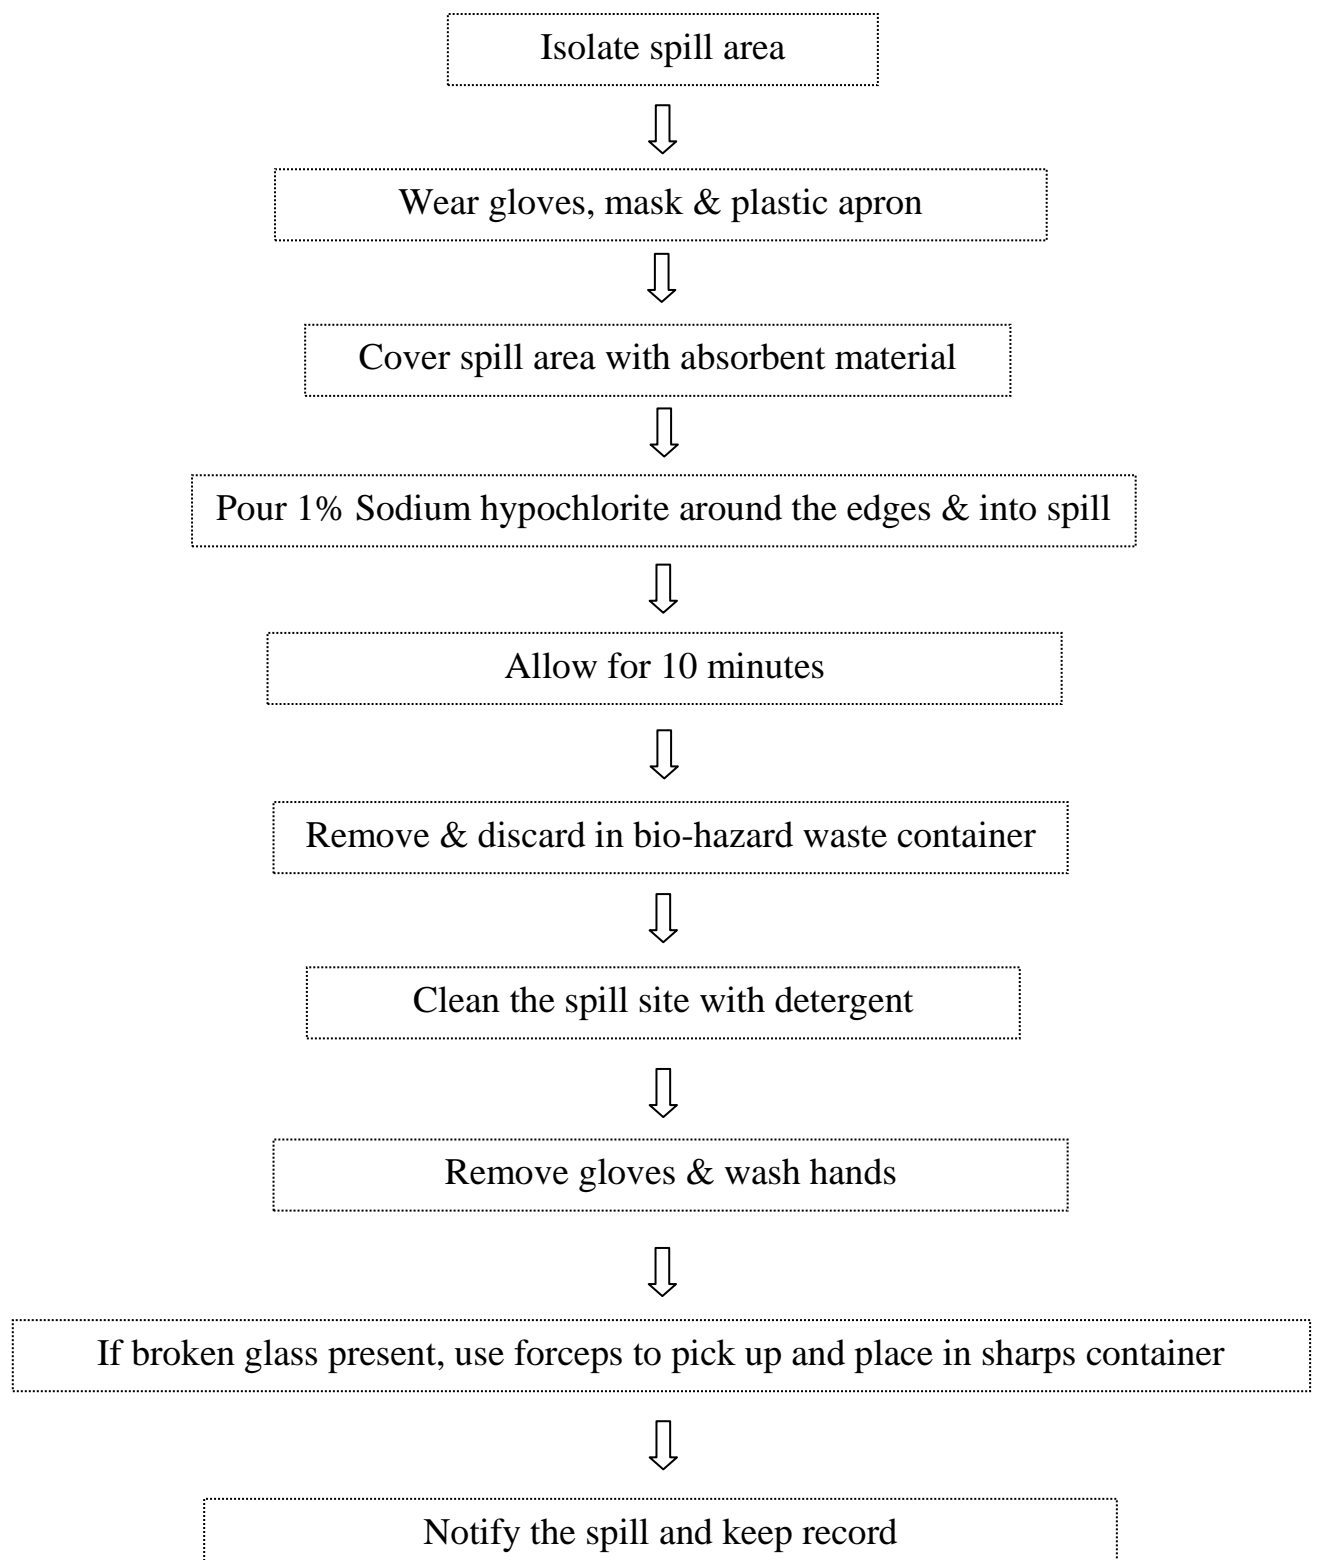 Isolate spill area
Wear gloves, mask & plastic apron
Cover spill area with absorbent material
Pour 1% Sodium hypochlorite around the edges & into spill
Allow for 10 minutes
Remove & discard in bio-hazard waste container
Clean the spill site with detergent
Remove gloves & wash hands
If broken glass present, use forceps to pick up and place in sharps container
Notify the spill and keep record